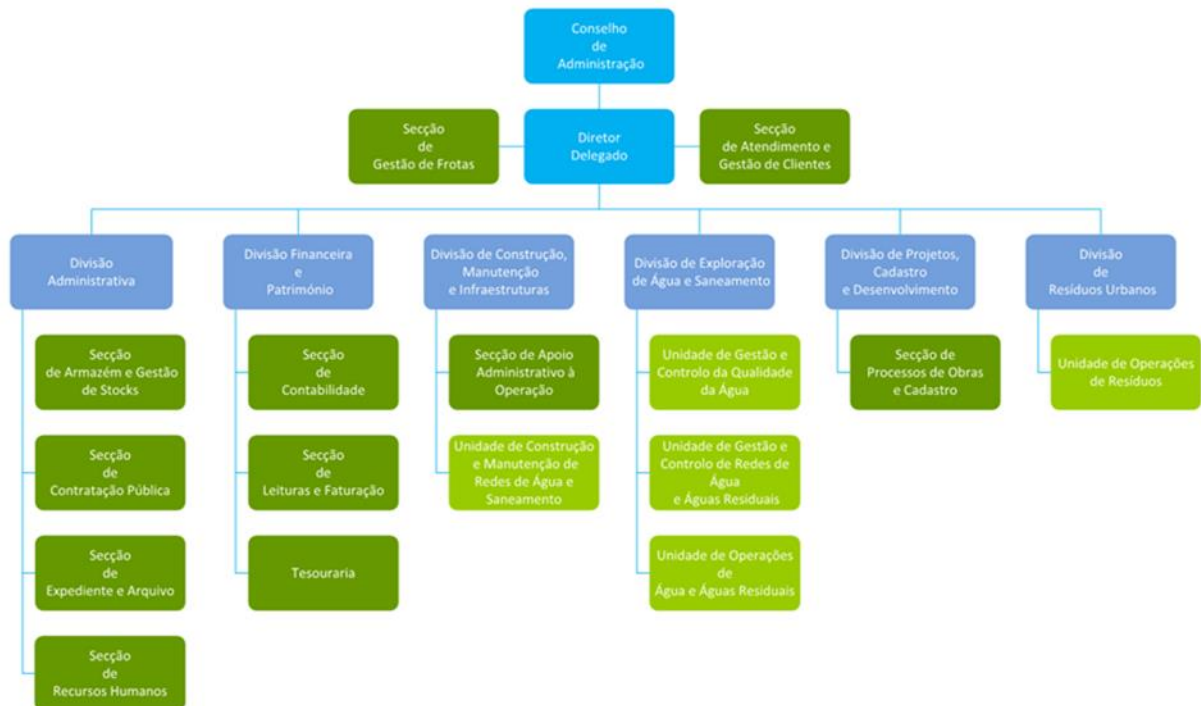 Conselho
de
Administração
Secção
de
Gestão de Frotas
Diretor
Delegado
Secção
de Atendimento e
Gestão de Clientes
Divisão
Administrativa
Divisão Financeira
e
Património
Divisão de Construção,
Manutenção
e Infraestruturas
Divisão de Exploração
de Água e Saneamento
Divisão de Projetos,
Cadastro
e Desenvolvimento
Divisão
de
Resíduos Urbanos
Secção
de Armazém e Gestão
de Stocks
Secção
de
Contabilidade
Secção de Apoio
Administrativo à
Operação
Unidade de Gestão e
Controlo da Qualidade
da Água
Secção de
Processos de Obras
e Cadastro
Unidade de Operações
de Resíduos
Secção
de
Contratação Pública
Secção
de
Leituras e Faturação
Unidade de Construção
e Manutenção de
Redes de Água e
Saneamento
Unidade de Gestão e
Controlo de Redes de
Água
e Águas Residuais
Secção
de
Expediente e Arquivo
Tesouraria
Unidade de Operações
de
Água e Águas Residuais
Secção
de
Recursos Humanos